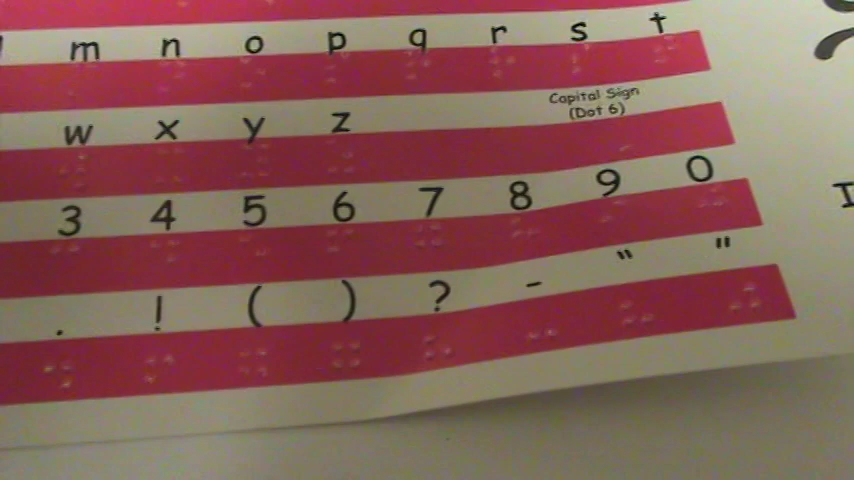 m n o p q r s t
w x y z Capital Sign
(Dot 6)
3 4 5 6 7 8 9 0
. ! ( ) ? - " "